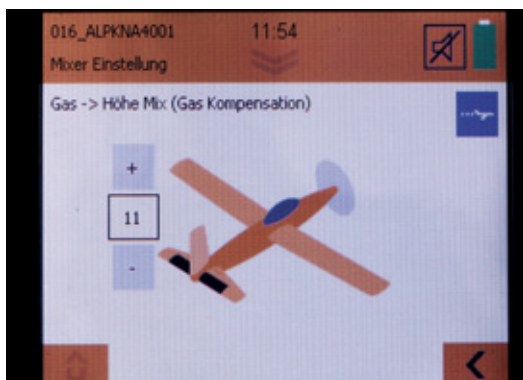 016_ALPKNA4001
11:54
Mixer Einstellung
Gas -> Höhe Mix (Gas Kompensation)
+
11
-